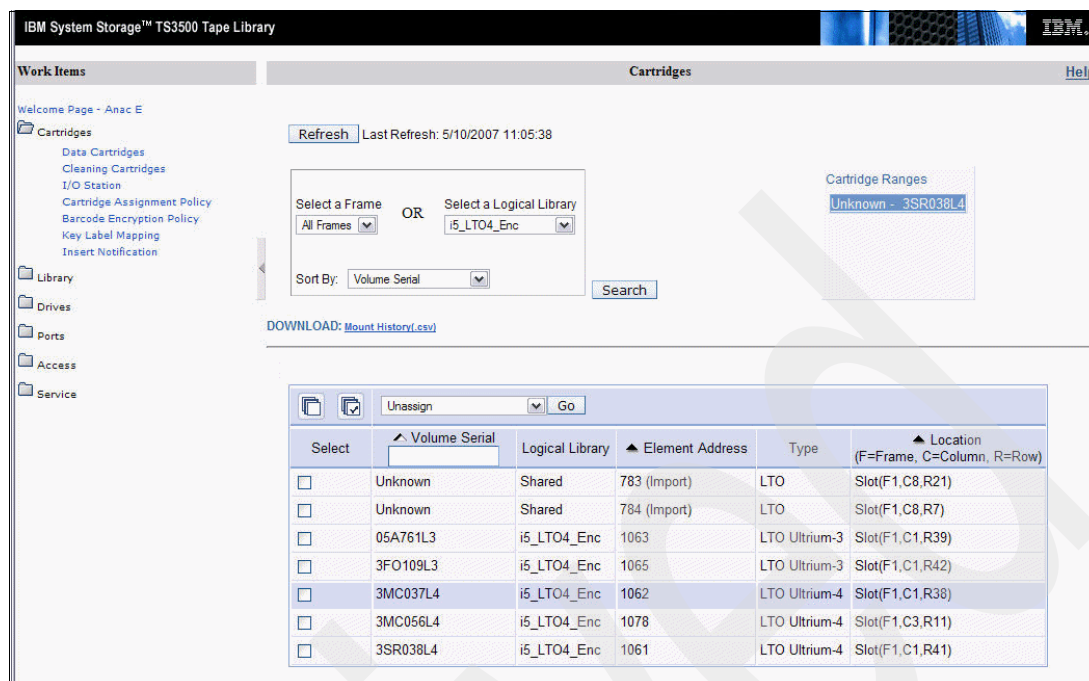 IBM System Storage™ TS3500 Tape Library
IBM.
Work Items
Cartridges
Help
Welcome Page - Anac E
Cartridges
Data Cartridges
Cleaning Cartridges
I/O Station
Cartridge Assignment Policy
Barcode Encryption Policy
Key Label Mapping
Insert Notification
Library
Drives
Ports
Access
Service
Refresh Last Refresh: 5/10/2007 11:05:38
Select a Frame OR Select a Logical Library
All Frames i5_LTO4_Enc
Sort By: Volume Serial
Search
Cartridge Ranges
Unknown - 3SR038L4
DOWNLOAD: Mount History(.csv)
Unassign Go
Select Volume Serial Logical Library Element Address Type Location (F=Frame, C=Column, R=Row)
Unknown Shared 783 (Import) LTO Slot(F1,C8,R21)
Unknown Shared 784 (Import) LTO Slot(F1,C8,R7)
05A761L3 i5_LTO4_Enc 1063 LTO Ultrium-3 Slot(F1,C1,R39)
3FO109L3 i5_LTO4_Enc 1065 LTO Ultrium-3 Slot(F1,C1,R42)
3MC037L4 i5_LTO4_Enc 1062 LTO Ultrium-4 Slot(F1,C1,R38)
3MC056L4 i5_LTO4_Enc 1078 LTO Ultrium-4 Slot(F1,C3,R11)
3SR038L4 i5_LTO4_Enc 1061 LTO Ultrium-4 Slot(F1,C1,R41)